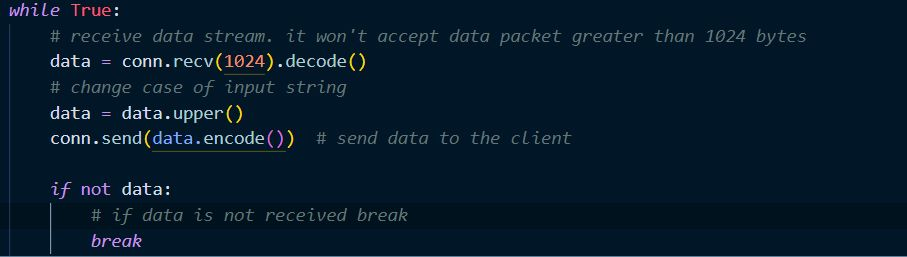 while True:
    # receive data stream. it won't accept data packet greater than 1024 bytes
    data = conn.recv(1024).decode()
    # change case of input string
    data = data.upper()
    conn.send(data.encode())  # send data to the client
    if not data:
        # if data is not received break
        break